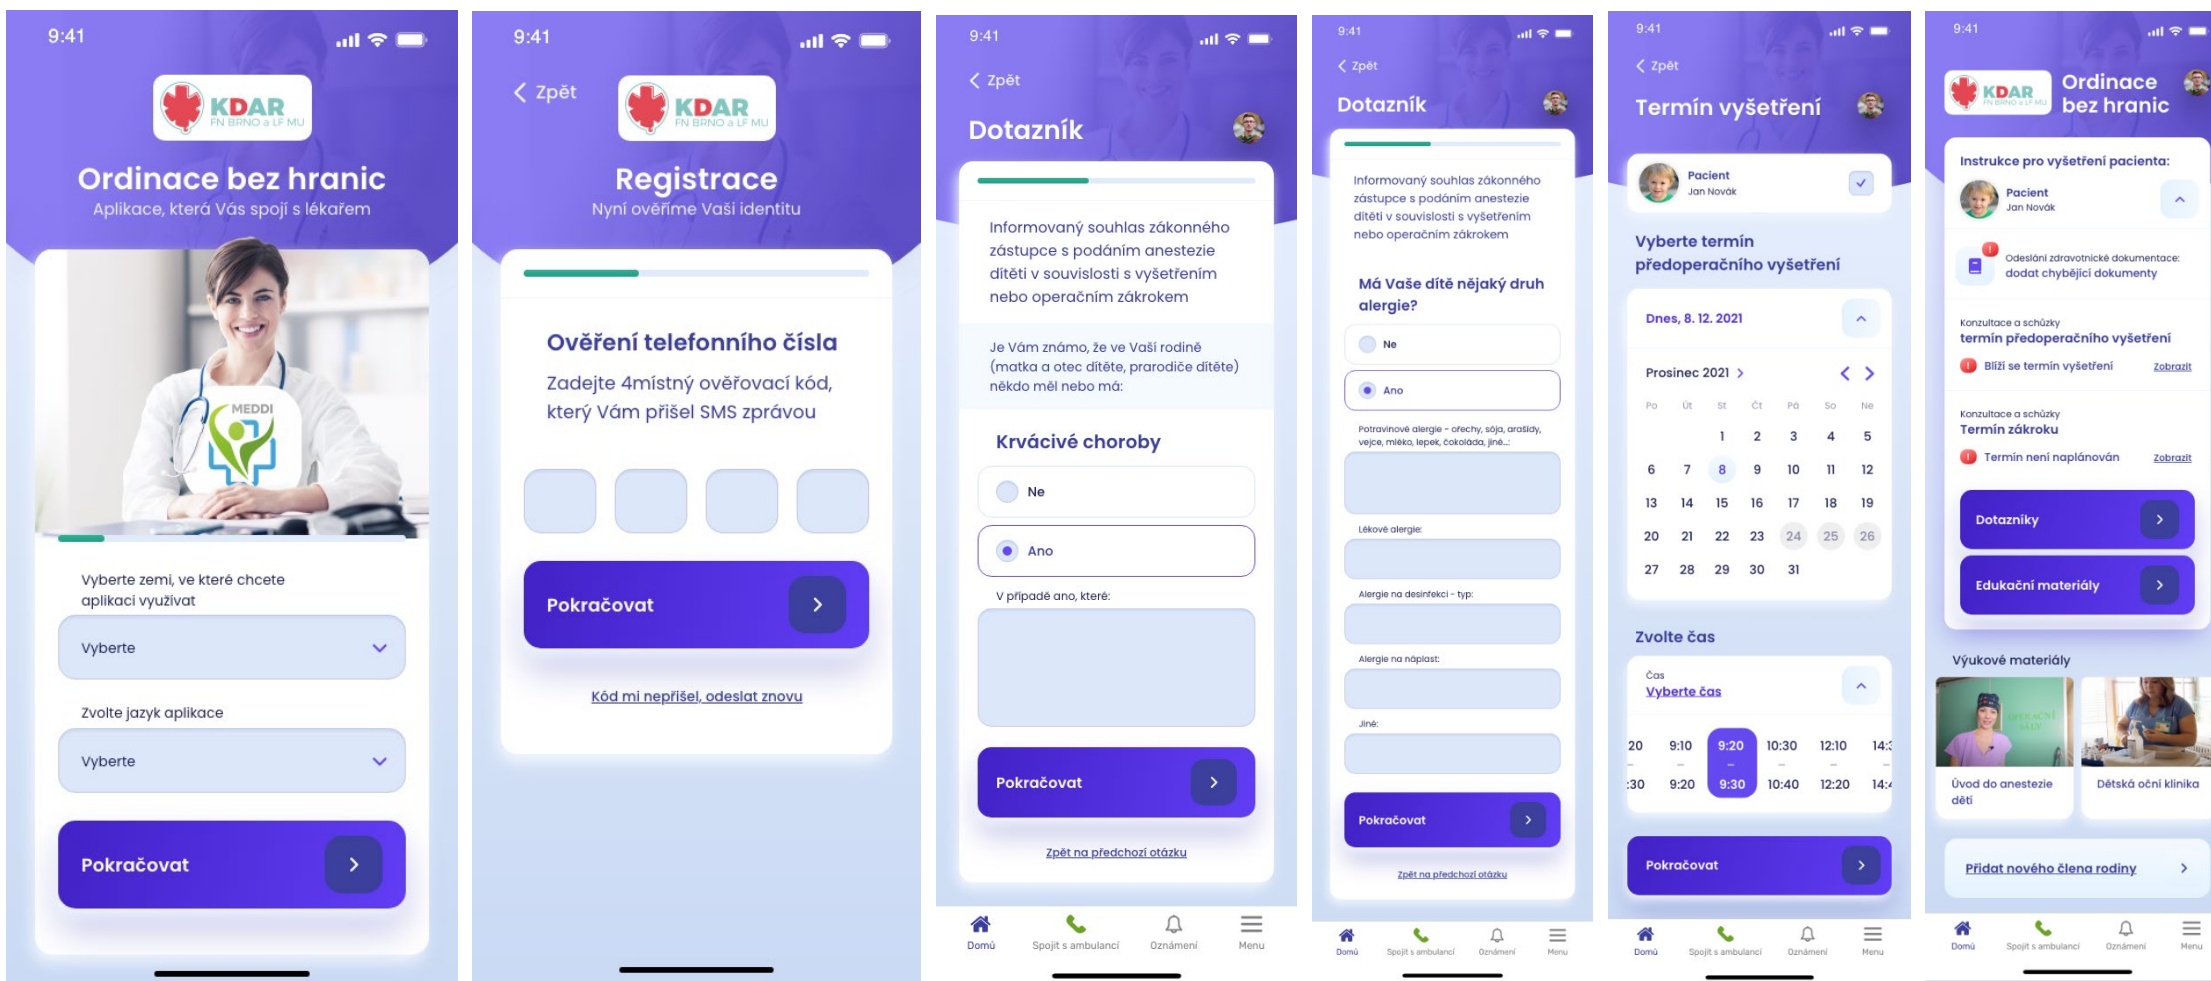 9:41
KDAR
FN BRNO a LF MU
Ordinace bez hranic
Aplikace, která Vás spojí s lékařem
MEDDI
Vyberte zemi, ve které chcete
aplikaci využívat
Vyberte
Zvolte jazyk aplikace
Vyberte
Pokračovat
9:41
Zpět
KDAR
FN BRNO a LF MU
Registrace
Nyní ověříme Vaši identitu
Ověření telefonního čísla
Zadejte 4místný ověřovací kód,
který Vám přišel SMS zprávou
Pokračovat
Kód mi nepřišel, odeslat znovu
9:41
Zpět
Dotazník
Informovaný souhlas zákonného
zástupce s podáním anestezie
dítěti v souvislosti s vyšetřením
nebo operačním zákrokem
Je Vám známo, že ve Vaší rodině
(matka a otec dítěte, prarodiče dítěte)
někdo měl nebo má:
Krvácivé choroby
Ne
Ano
V případě ano, které:
Pokračovat
Zpět na předchozí otázku
Domů
Spojit s ambulancí
Oznámení
Menu
9:41
Zpět
Dotazník
Informovaný souhlas zákonného
zástupce s podáním anestezie
dítěti v souvislosti s vyšetřením
nebo operačním zákrokem
Má Vaše dítě nějaký druh
alergie?
Ne
Ano
Potravinové alergie - ořechy, sója, arašídy,
vejce, mléko, lepek, čokoláda, jiné...:
Lékové alergie:
Alergie na desinfekci - typ:
Alergie na náplast:
Jiné:
Pokračovat
Zpět na předchozí otázku
Domů
Spojit s ambulancí
Oznámení
Menu
9:41
Zpět
Termín vyšetření
Pacient
Jan Novák
Vyberte termín
předoperačního vyšetření
Dnes, 8. 12. 2021
Prosinec 2021
Po Út St Čt Pá So Ne
1 2 3 4 5
6 7 8 9 10 11 12
13 14 15 16 17 18 19
20 21 22 23 24 25 26
27 28 29 30 31
Zvolte čas
Čas
Vyberte čas
20 9:10 9:20 10:30 12:10 14:3
– – – –
:30 9:20 9:30 10:40 12:20 14:4
Pokračovat
Domů
Spojit s ambulancí
Oznámení
Menu
9:41
KDAR
FN BRNO a LF MU
Ordinace
bez hranic
Instrukce pro vyšetření pacienta:
Pacient
Jan Novák
Odeslání zdravotnické dokumentace:
dodat chybějící dokumenty
Konzultace a schůzky
termín předoperačního vyšetření
Blíží se termín vyšetření
Zobrazit
Konzultace a schůzky
Termín zákroku
Termín není naplánován
Zobrazit
Dotazníky
Edukační materiály
Výukové materiály
Úvod do anestezie
dětí
Dětská oční klinika
Přidat nového člena rodiny
Domů
Spojit s ambulancí
Oznámení
Menu